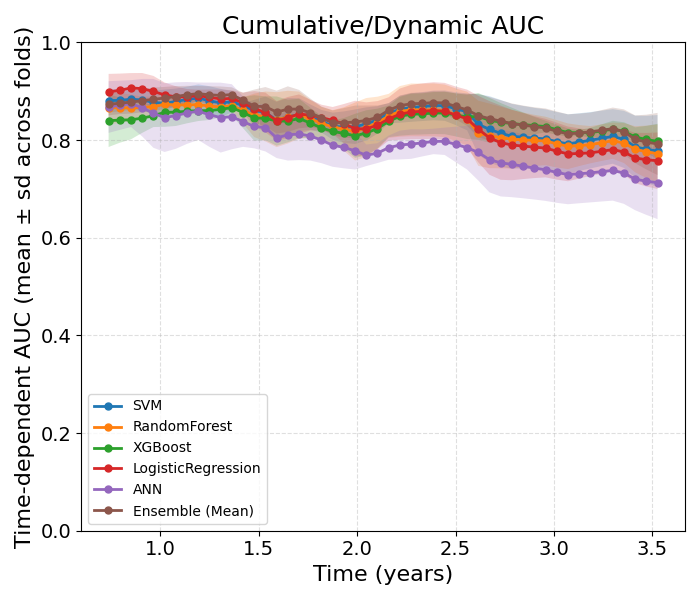 Cumulative/Dynamic AUC
Time-dependent AUC (mean ± sd across folds)
1.0
0.8
0.6
0.4
0.2
0.0
SVM
RandomForest
XGBoost
LogisticRegression
ANN
Ensemble (Mean)
1.0 1.5 2.0 2.5 3.0 3.5
Time (years)